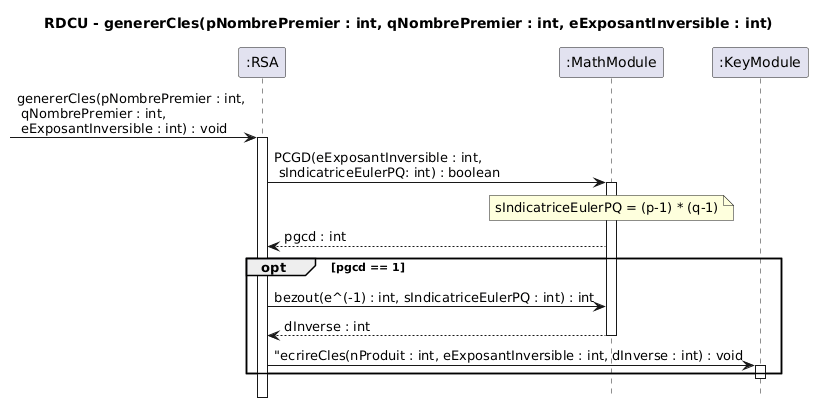 RDCU - genererCles(pNombrePremier : int, qNombrePremier : int, eExposantInversible : int)
:RSA
:MathModule
:KeyModule
genererCles(pNombrePremier : int,
qNombrePremier : int,
eExposantInversible : int) : void
PCGD(eExposantInversible : int,
sIndicatriceEulerPQ: int) : boolean
sIndicatriceEulerPQ = (p-1) * (q-1)
pgcd : int
opt
[pgcd == 1]
bezout(e^(-1) : int, sIndicatriceEulerPQ : int) : int
dInverse : int
"ecrireCles(nProduit : int, eExposantInversible : int, dInverse : int) : void